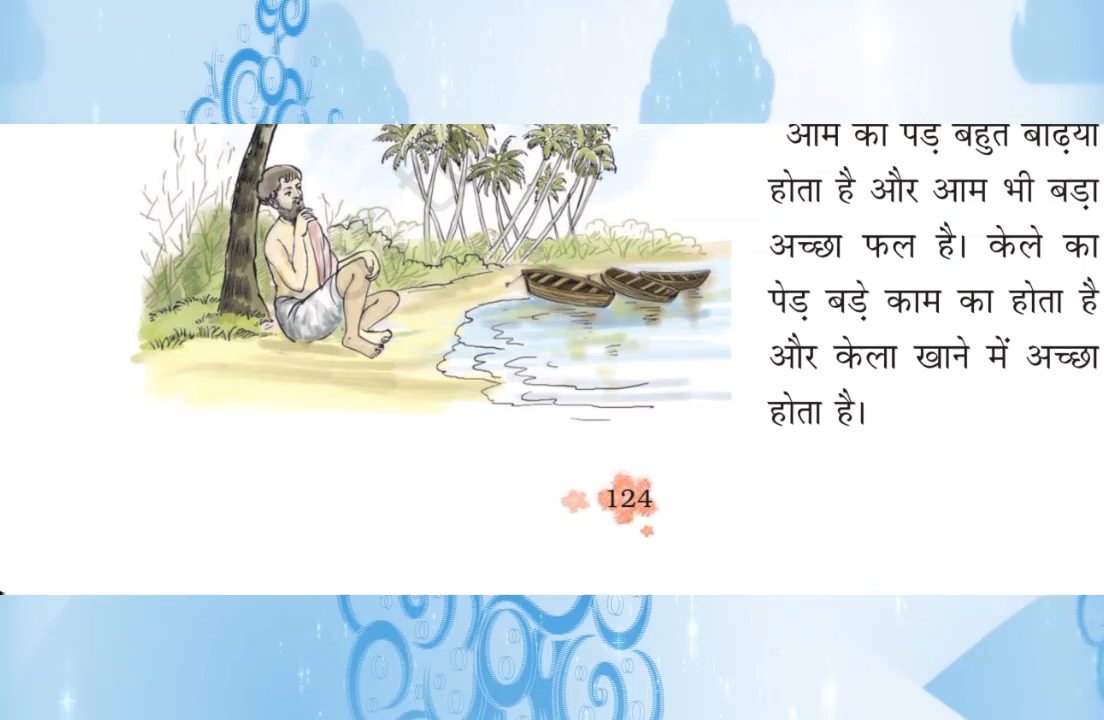 आम का पेड़ बहुत बढ़िया
होता है और आम भी बड़ा
अच्छा फल है। केले का
पेड़ बड़े काम का होता है
और केला खाने में अच्छा
होता है।
124